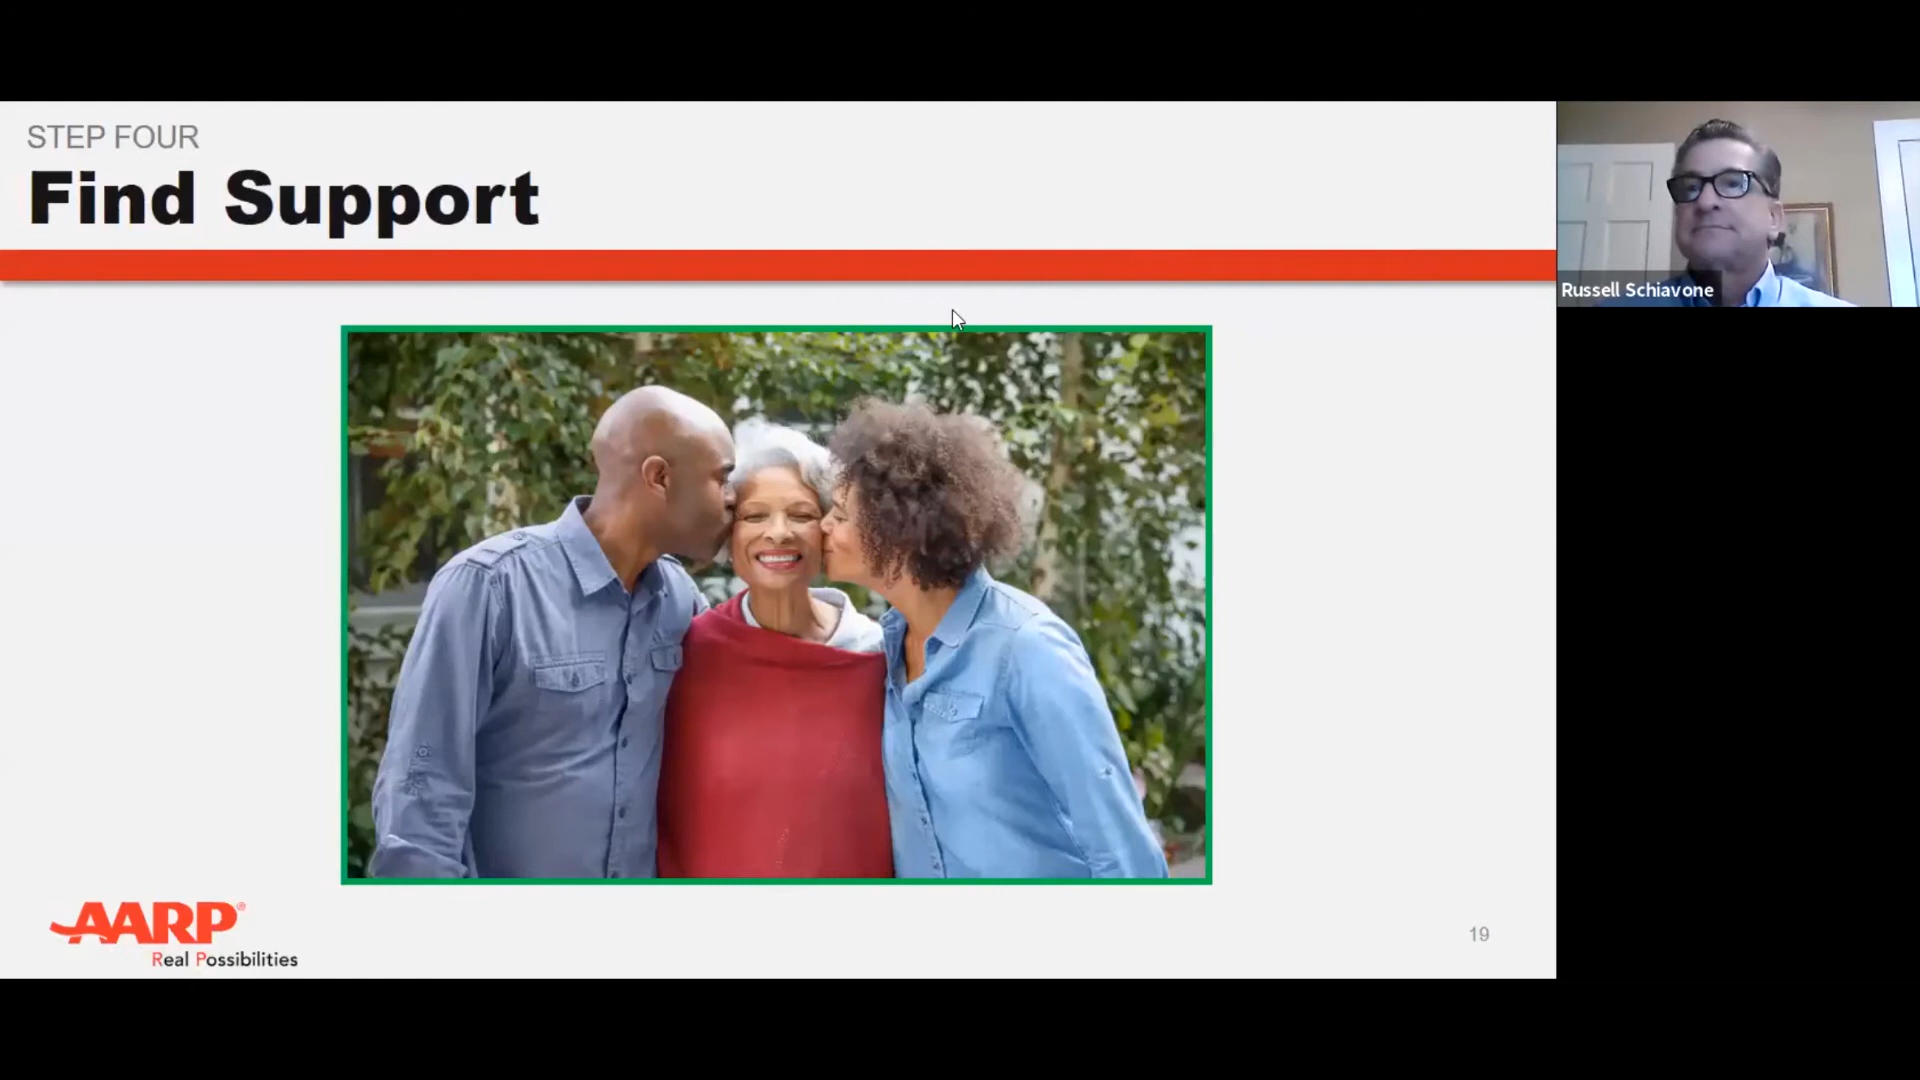 STEP FOUR
Find Support
Russell Schiavone
AARP®
Real Possibilities
19